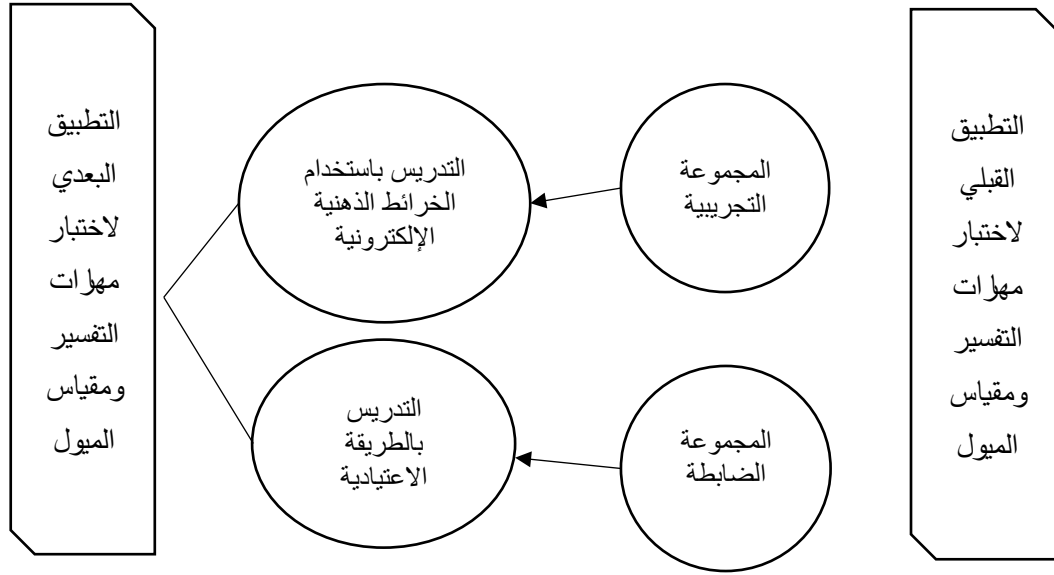 التطبيق
القبلي
لاختبار
مهارات
التفسير
ومقياس
الميول
المجموعة
التجريبية
التدريس باستخدام
الخرائط الذهنية
الإلكترونية
المجموعة
الضابطة
التدريس
بالطريقة
الاعتيادية
التطبيق
البعدي
لاختبار
مهارات
التفسير
ومقياس
الميول